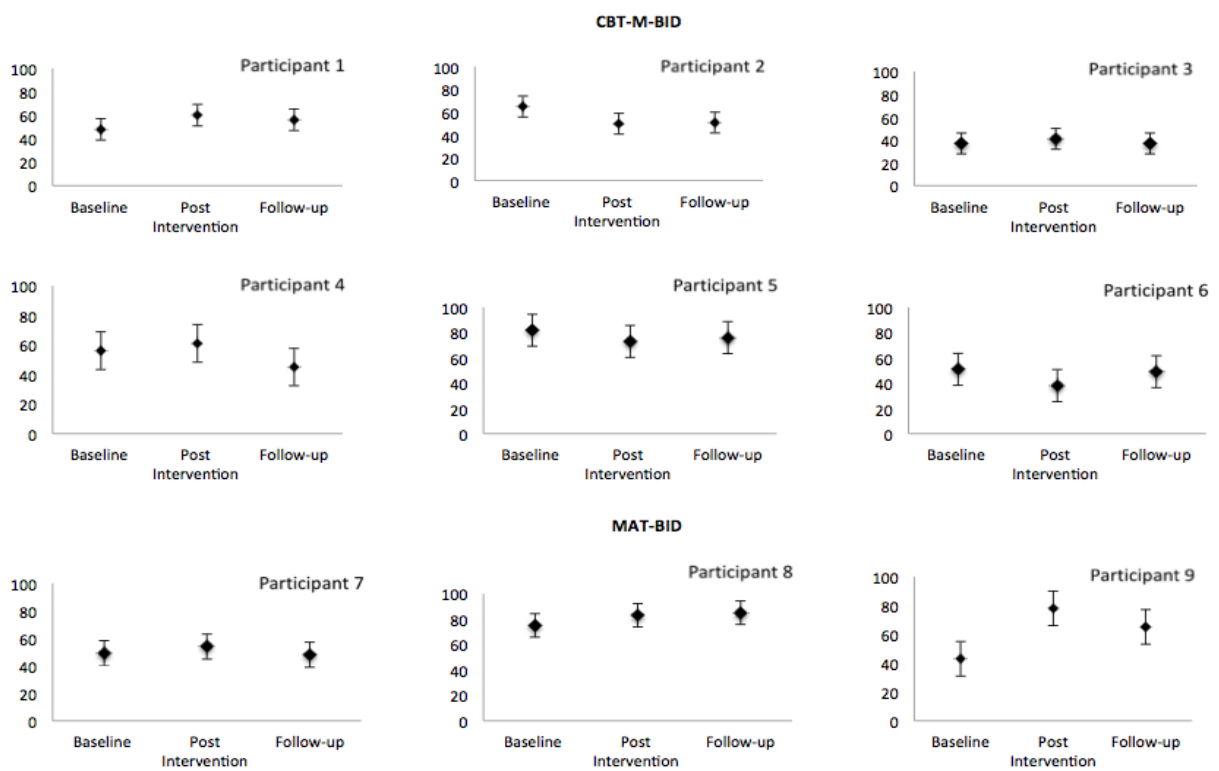 CBT-M-BID
Participant 1
100
80
60
40
20
0
Baseline
Post
Intervention
Follow-up
Participant 2
100
80
60
40
20
0
Baseline
Post
Intervention
Follow-up
Participant 3
100
80
60
40
20
0
Baseline
Post
Intervention
Follow-up
Participant 4
100
80
60
40
20
0
Baseline
Post
Intervention
Follow-up
Participant 5
100
80
60
40
20
0
Baseline
Post
Intervention
Follow-up
Participant 6
100
80
60
40
20
0
Baseline
Post
Intervention
Follow-up
MAT-BID
Participant 7
100
80
60
40
20
0
Baseline
Post
Intervention
Follow-up
Participant 8
100
80
60
40
20
0
Baseline
Post
Intervention
Follow-up
Participant 9
100
80
60
40
20
0
Baseline
Post
Intervention
Follow-up